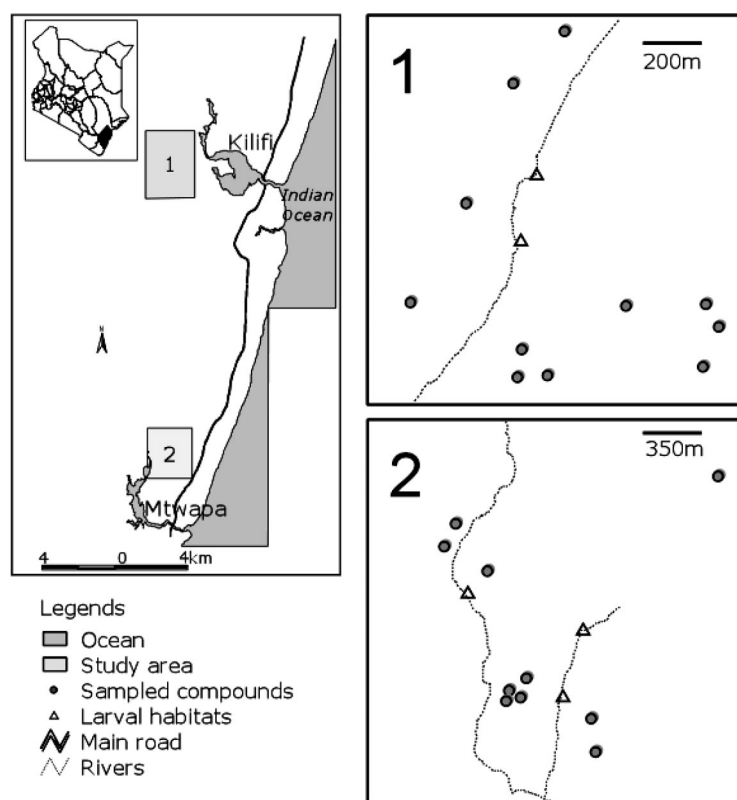 Kilifi
1
Indian
Ocean
N
2
Mtwapa
4 0 4km
Legends
Ocean
Study area
Sampled compounds
Larval habitats
Main road
Rivers
1
200m
2
350m